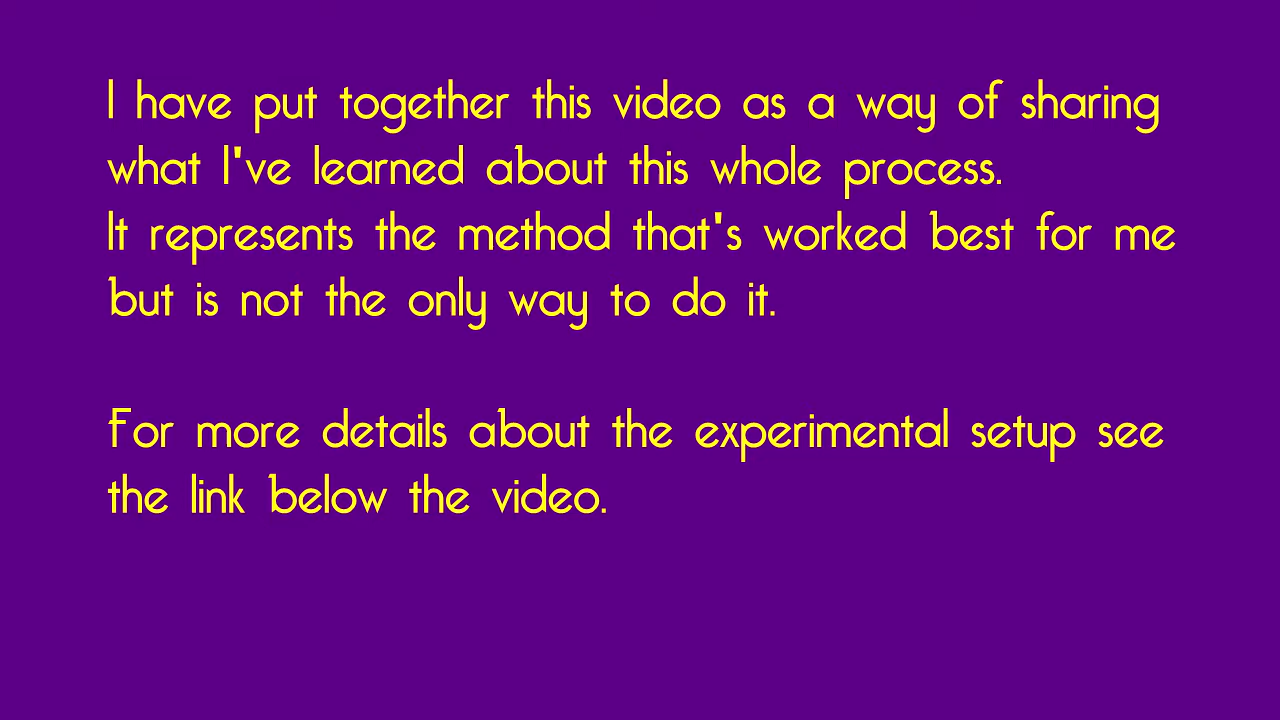 I have put together this video as a way of sharing
what I've learned about this whole process.
It represents the method that's worked best for me
but is not the only way to do it.
For more details about the experimental setup see
the link below the video.